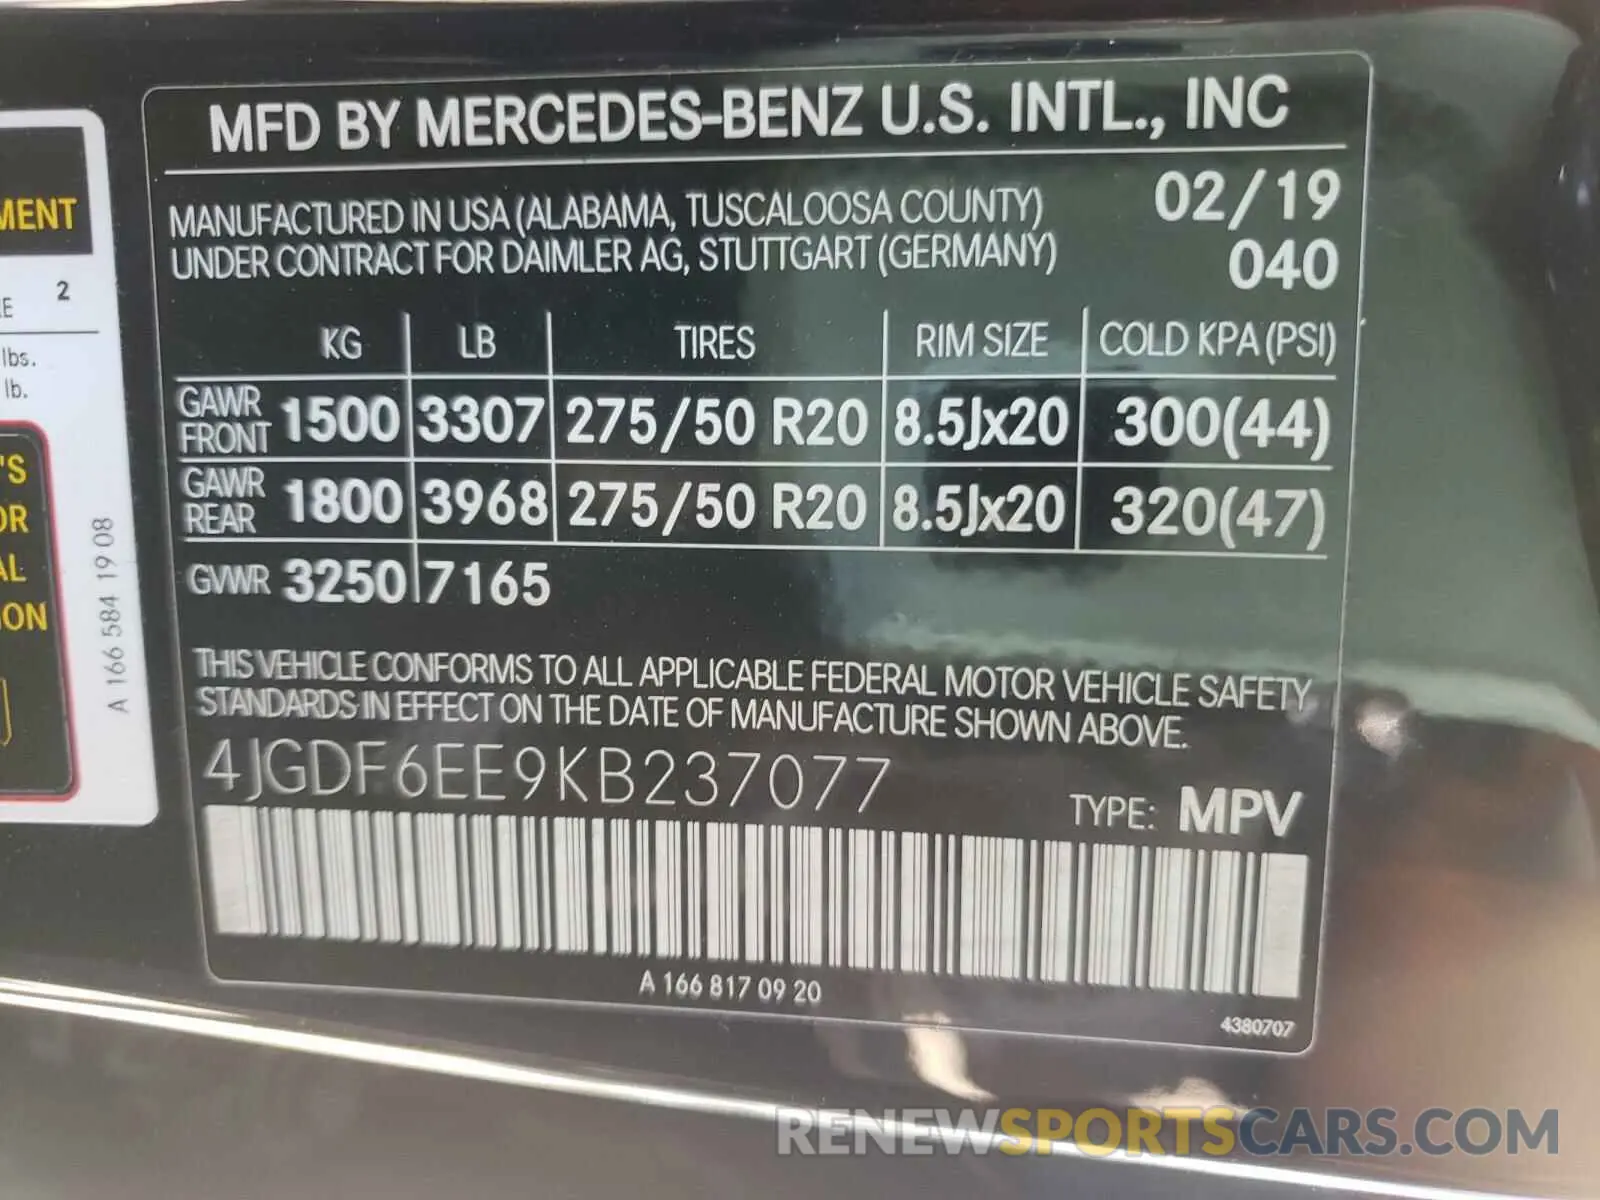 MFD BY MERCEDES-BENZ U.S. INTL., INC
MANUFACTURED IN USA (ALABAMA, TUSCALOOSA COUNTY)
UNDER CONTRACT FOR DAIMLER AG, STUTTGART (GERMANY)
02/19
040
KG LB TIRES RIM SIZE COLD KPA (PSI)
GAWR FRONT 1500 3307 275/50 R20 8.5Jx20 300(44)
GAWR REAR 1800 3968 275/50 R20 8.5Jx20 320(47)
GVWR 3250 7165
THIS VEHICLE CONFORMS TO ALL APPLICABLE FEDERAL MOTOR VEHICLE SAFETY
STANDARDS IN EFFECT ON THE DATE OF MANUFACTURE SHOWN ABOVE.
4JGDF6EE9KB237077
TYPE: MPV
A 166 817 09 20
4380707
2
lbs.
lb.
'S
A 166 584 19 08
RENEWSPORTSCARS.COM